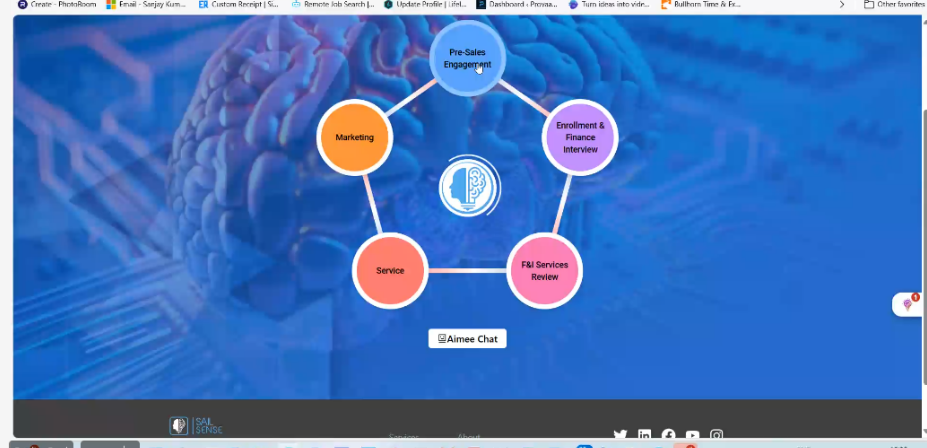 Create - PhotoRoom
Email - Sanjay Kum...
Custom Receipt | Si...
Remote Job Search |...
Update Profile | Lifel...
Dashboard ‹ Provaa...
Turn ideas into vide...
Bullhorn Time & Ex...
Other favorites
Pre-Sales
Engagement
Marketing
Enrollment &
Finance
Interview
Service
F&I Services
Review
1
Aimee Chat
SAIL
SENSE
Services
About